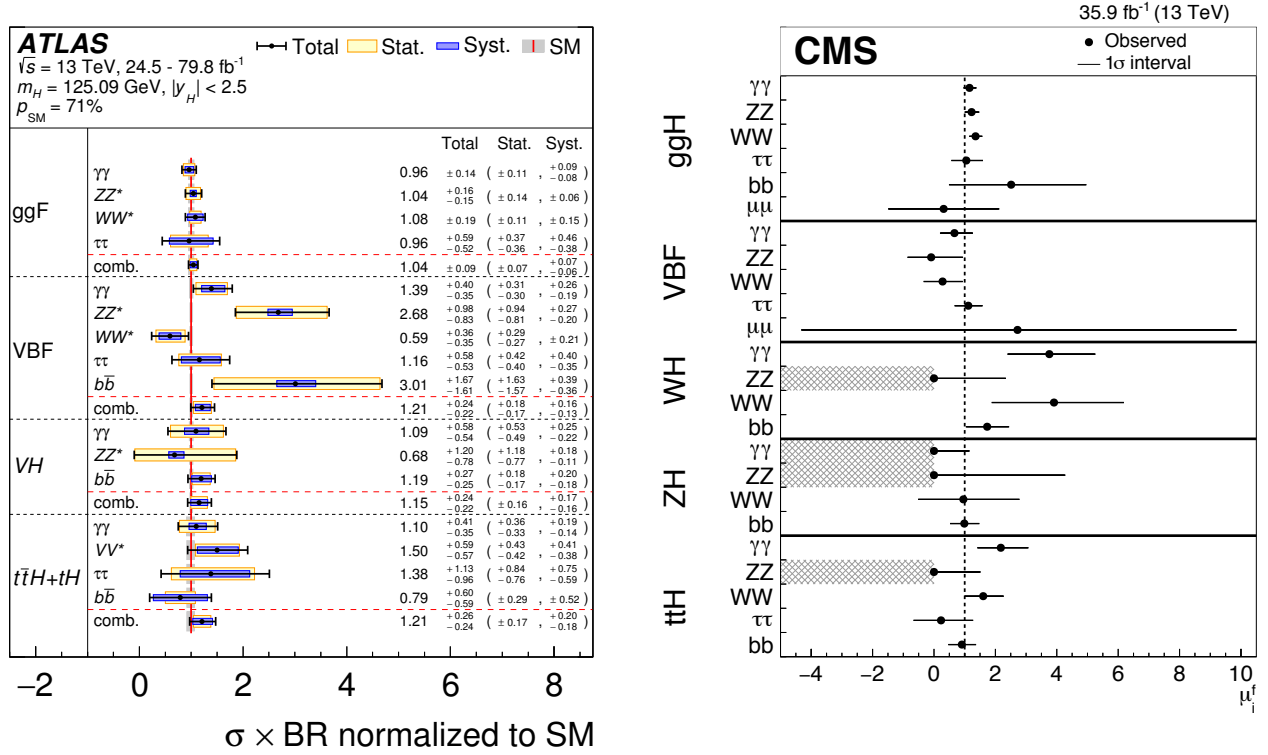 ATLAS
Total Stat. Syst. SM
√s = 13 TeV, 24.5 - 79.8 fb⁻¹
m_H = 125.09 GeV, |y_H| < 2.5
p_SM = 71%
Total Stat. Syst.
ggF
γγ 0.96 ± 0.14 ( ± 0.11 , +0.09 −0.08 )
ZZ* 1.04 +0.16 −0.15 ( ± 0.14 , ± 0.06 )
WW* 1.08 ± 0.19 ( ± 0.11 , ± 0.15 )
ττ 0.96 +0.59 −0.52 ( +0.37 −0.36 , +0.46 −0.38 )
comb. 1.04 ± 0.09 ( ± 0.07 , +0.07 −0.06 )
VBF
γγ 1.39 +0.40 −0.35 ( +0.31 −0.30 , +0.26 −0.19 )
ZZ* 2.68 +0.98 −0.83 ( +0.94 −0.81 , +0.27 −0.20 )
WW* 0.59 +0.36 −0.35 ( +0.29 −0.27 , ± 0.21 )
ττ 1.16 +0.58 −0.53 ( +0.42 −0.40 , +0.40 −0.35 )
bb̅ 3.01 +1.67 −1.61 ( +1.63 −1.57 , +0.39 −0.36 )
comb. 1.21 +0.24 −0.22 ( +0.18 −0.17 , +0.16 −0.13 )
VH
γγ 1.09 +0.58 −0.54 ( +0.53 −0.49 , +0.25 −0.22 )
ZZ* 0.68 +1.20 −0.78 ( +1.18 −0.77 , +0.18 −0.11 )
bb̅ 1.19 +0.27 −0.25 ( +0.18 −0.17 , +0.20 −0.18 )
comb. 1.15 +0.24 −0.22 ( ± 0.16 , +0.17 −0.16 )
tt̅H+tH
γγ 1.10 +0.41 −0.35 ( +0.36 −0.33 , +0.19 −0.14 )
VV* 1.50 +0.59 −0.57 ( +0.43 −0.42 , +0.41 −0.38 )
ττ 1.38 +1.13 −0.96 ( +0.84 −0.76 , +0.75 −0.59 )
bb̅ 0.79 +0.60 −0.59 ( ± 0.29 , ± 0.52 )
comb. 1.21 +0.26 −0.24 ( ± 0.17 , +0.20 −0.18 )
−2 0 2 4 6 8
σ × BR normalized to SM
35.9 fb⁻¹ (13 TeV)
CMS
Observed
1σ interval
ggH
γγ
ZZ
WW
ττ
bb
μμ
VBF
γγ
ZZ
WW
ττ
μμ
WH
γγ
ZZ
WW
bb
ZH
γγ
ZZ
WW
bb
ttH
γγ
ZZ
WW
ττ
bb
−4 −2 0 2 4 6 8 10
μ_i^f